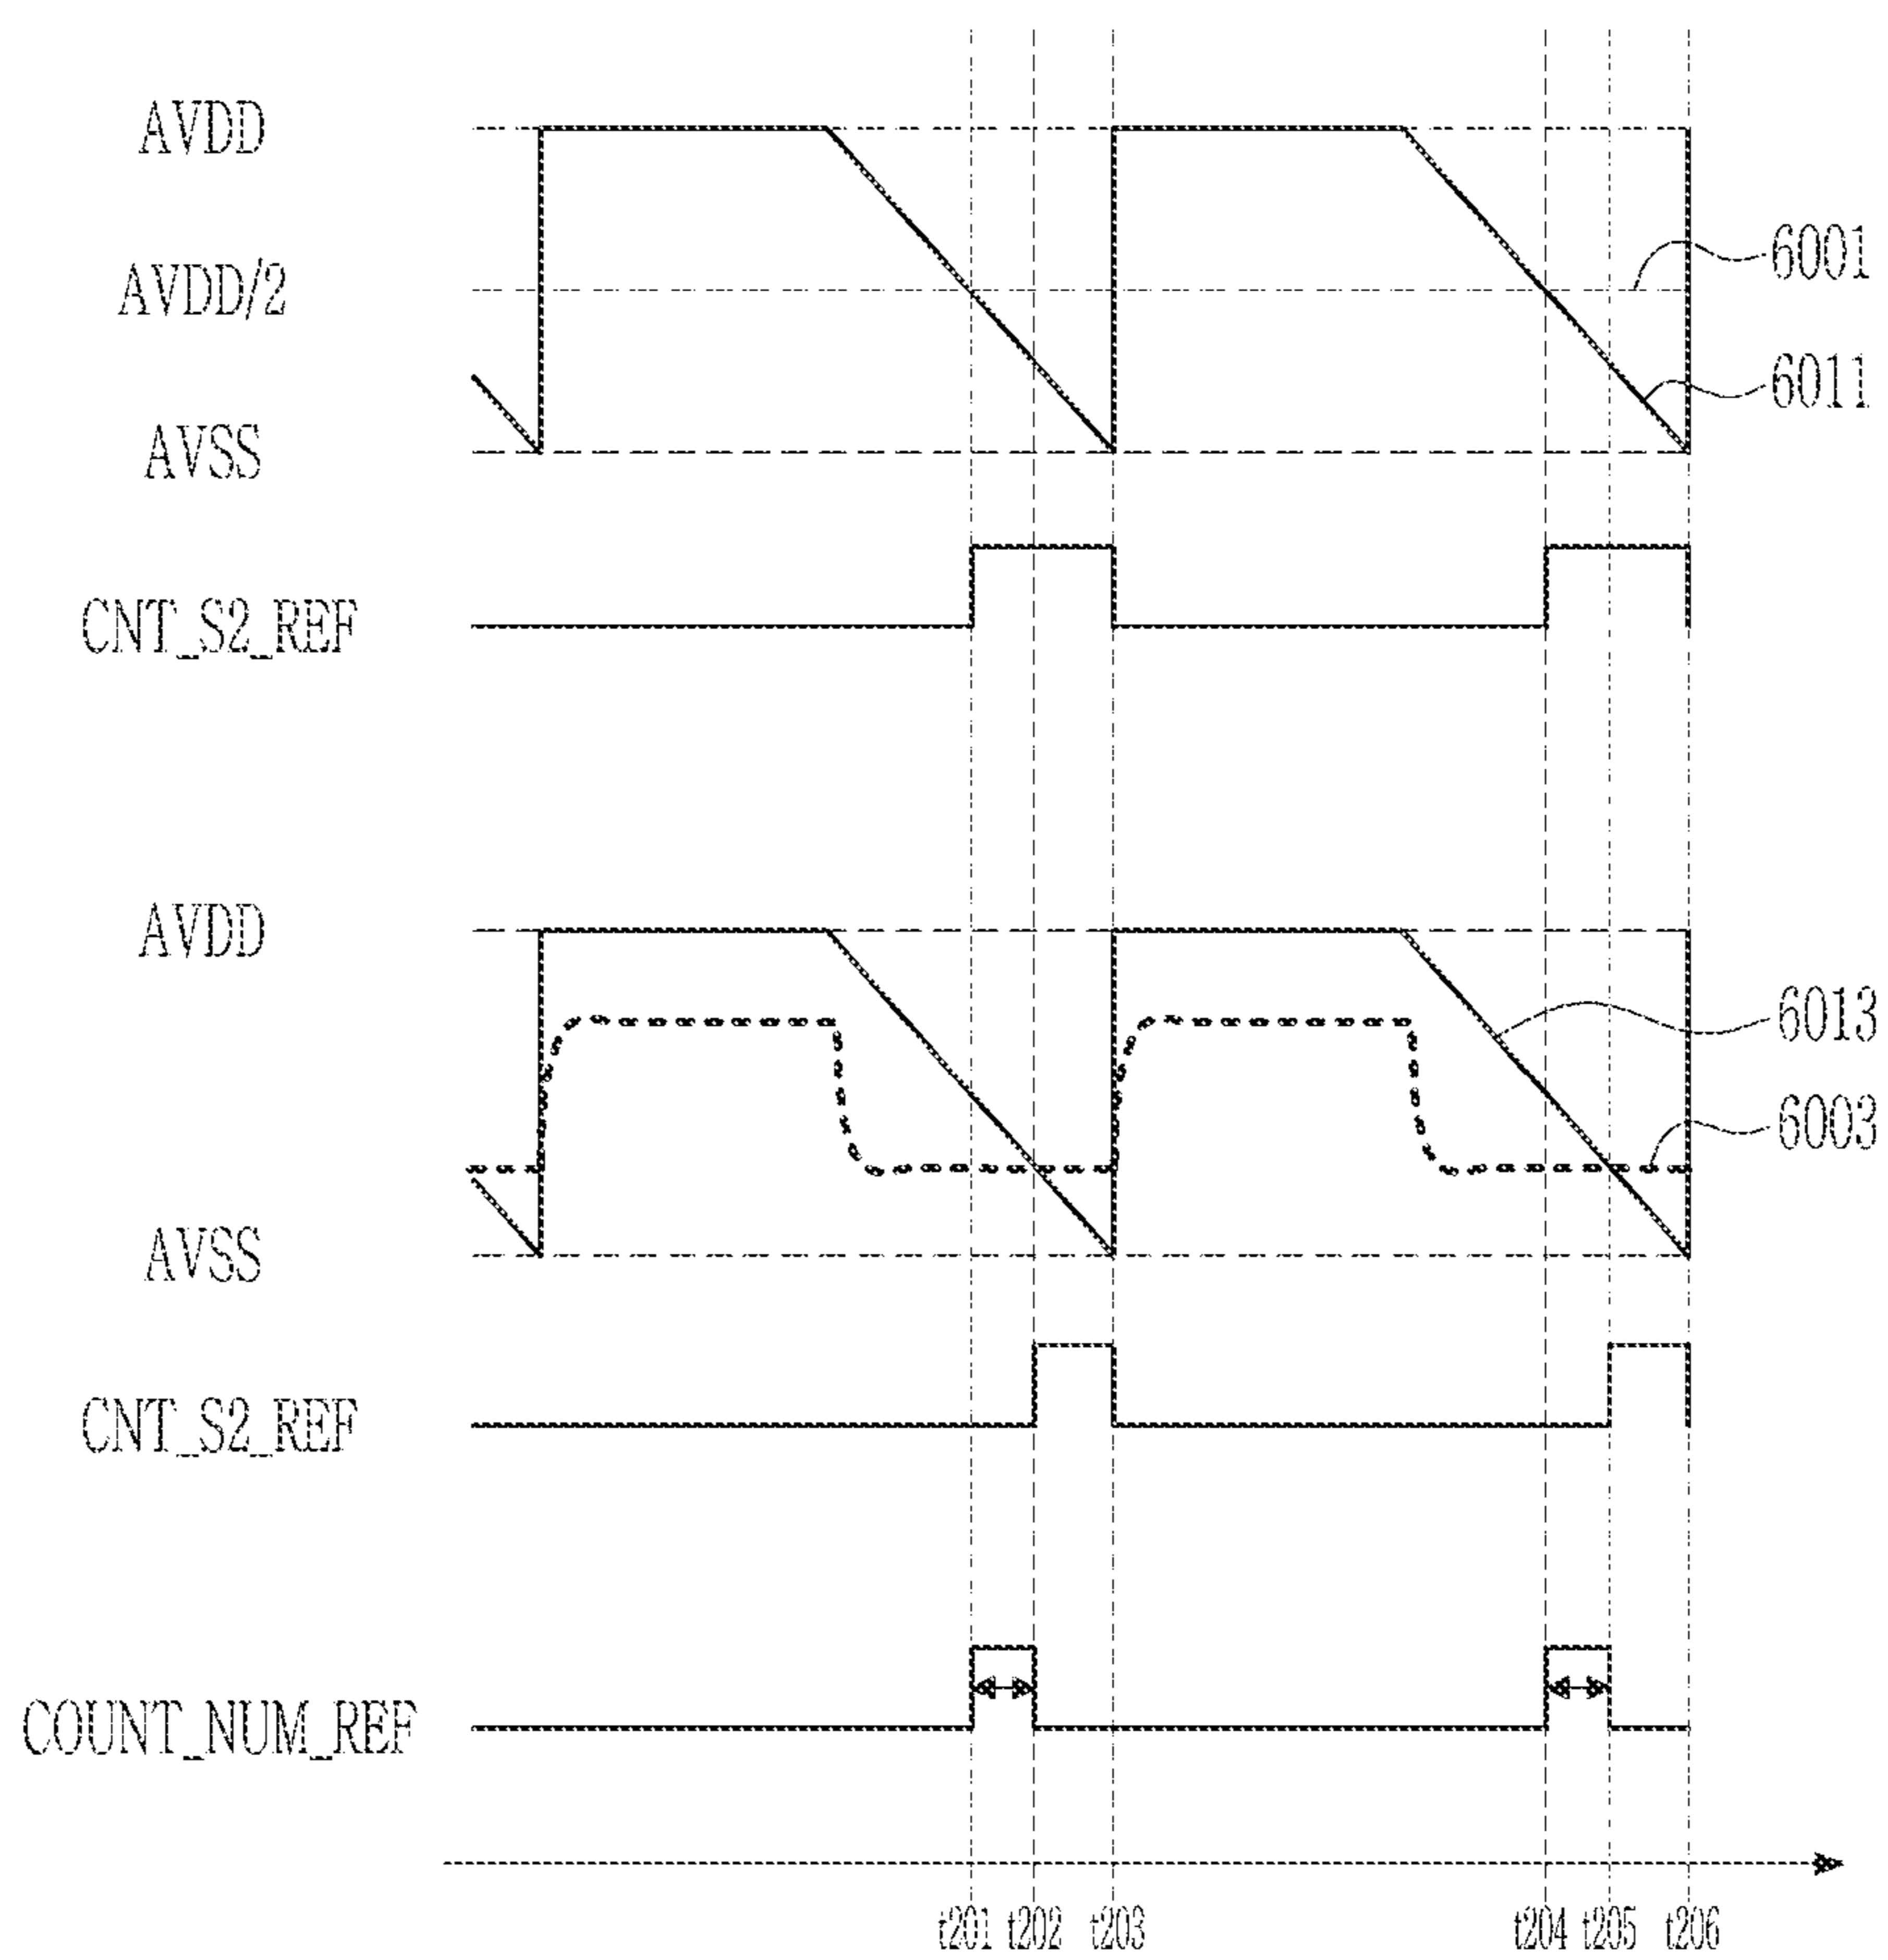 AVDD
AVDD/2
6001
6011
AVSS
CNT_S2_REF
AVDD
6013
6003
AVSS
CNT_S2_REF
COUNT_NUM_REF
t201 t202 t203 t204 t205 t206